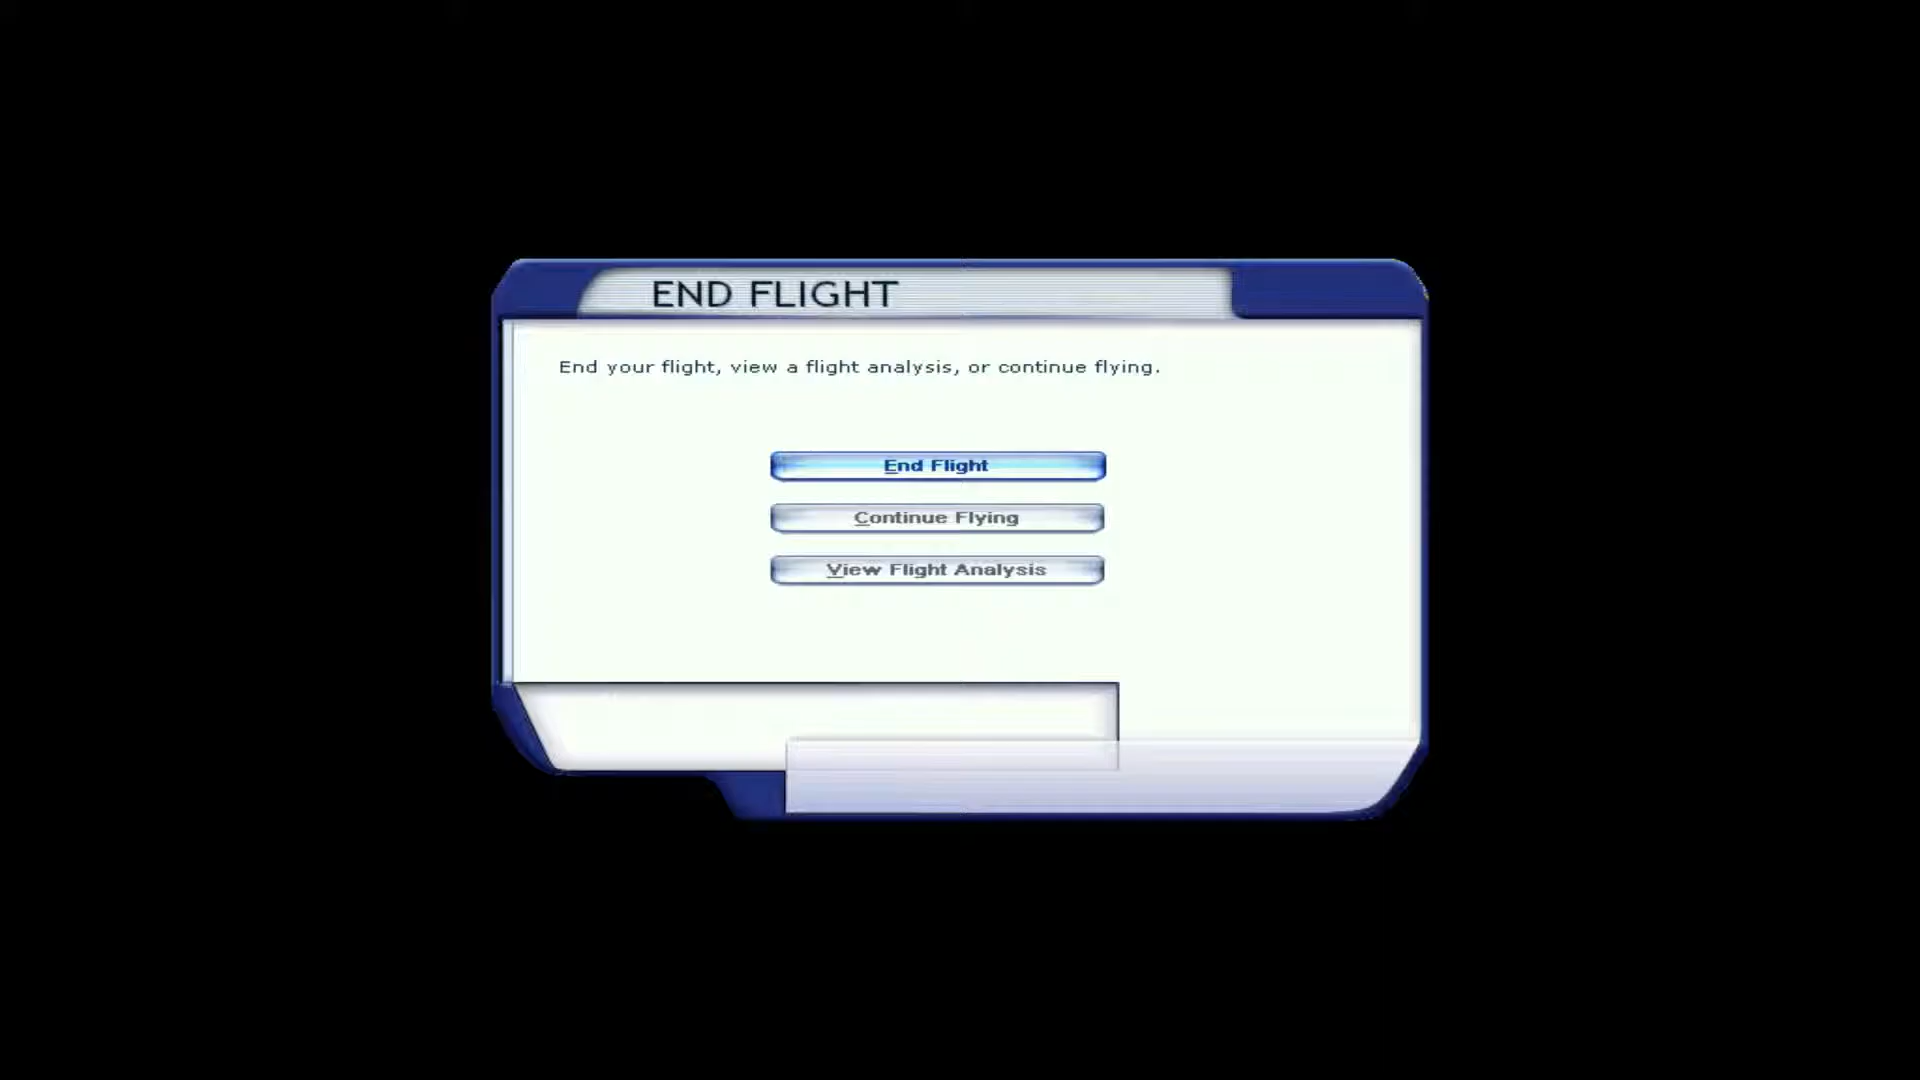 END FLIGHT
End your flight, view a flight analysis, or continue flying.
End Flight
Continue Flying
View Flight Analysis